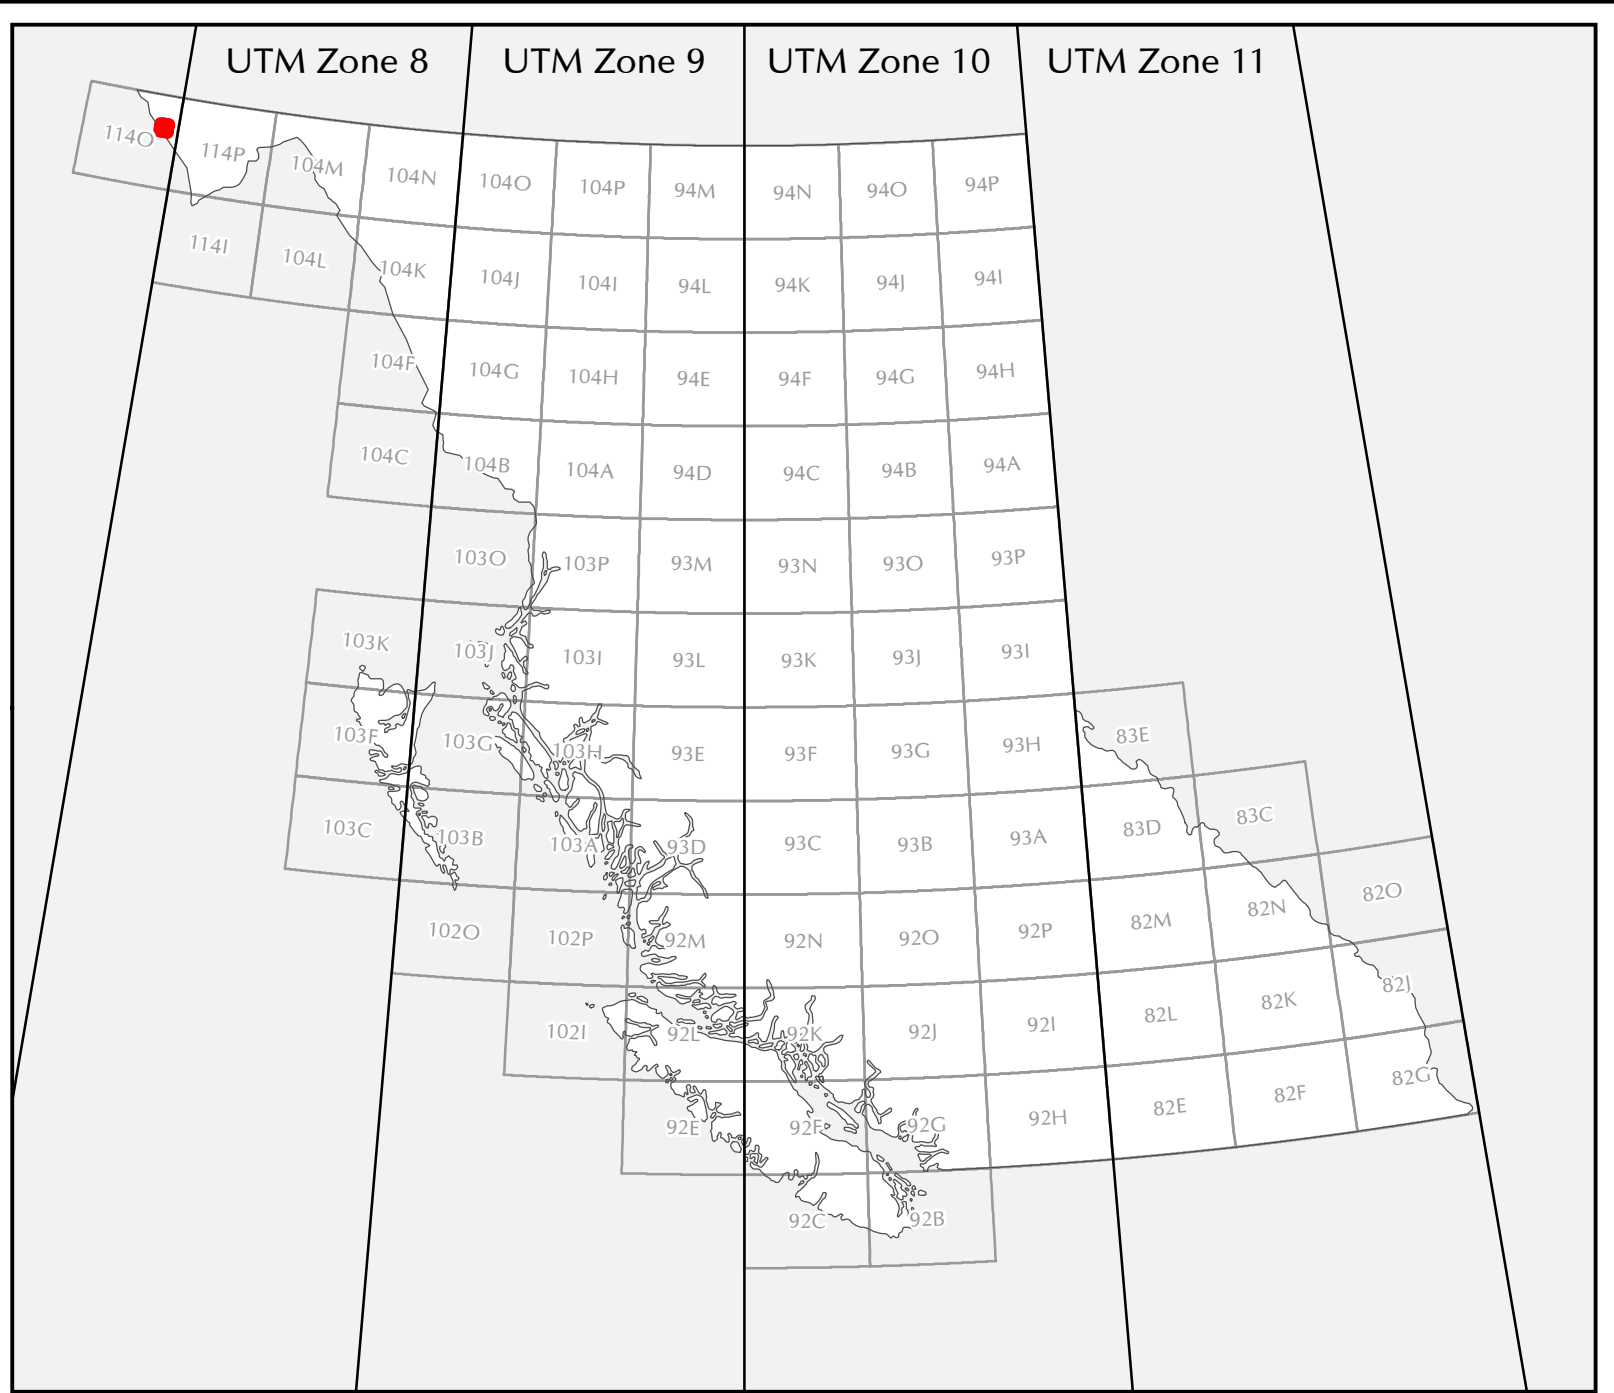 UTM Zone 8 UTM Zone 9 UTM Zone 10 UTM Zone 11
114O 114P 104M 104N 104O 104P 94M 94N 94O 94P
114I 104L 104K 104J 104I 94L 94K 94J 94I
104F 104G 104H 94E 94F 94G 94H
104C 104B 104A 94D 94C 94B 94A
103O 103P 93M 93N 93O 93P
103K 103J 103I 93L 93K 93J 93I
103F 103G 103H 93E 93F 93G 93H 83E
103C 103B 103A 93D 93C 93B 93A 83D 83C
102O 102P 92M 92N 92O 92P 82M 82N 82O
102I 92L 92K 92J 92I 82L 82K 82J
92E 92F 92G 92H 82E 82F 82G
92C 92B